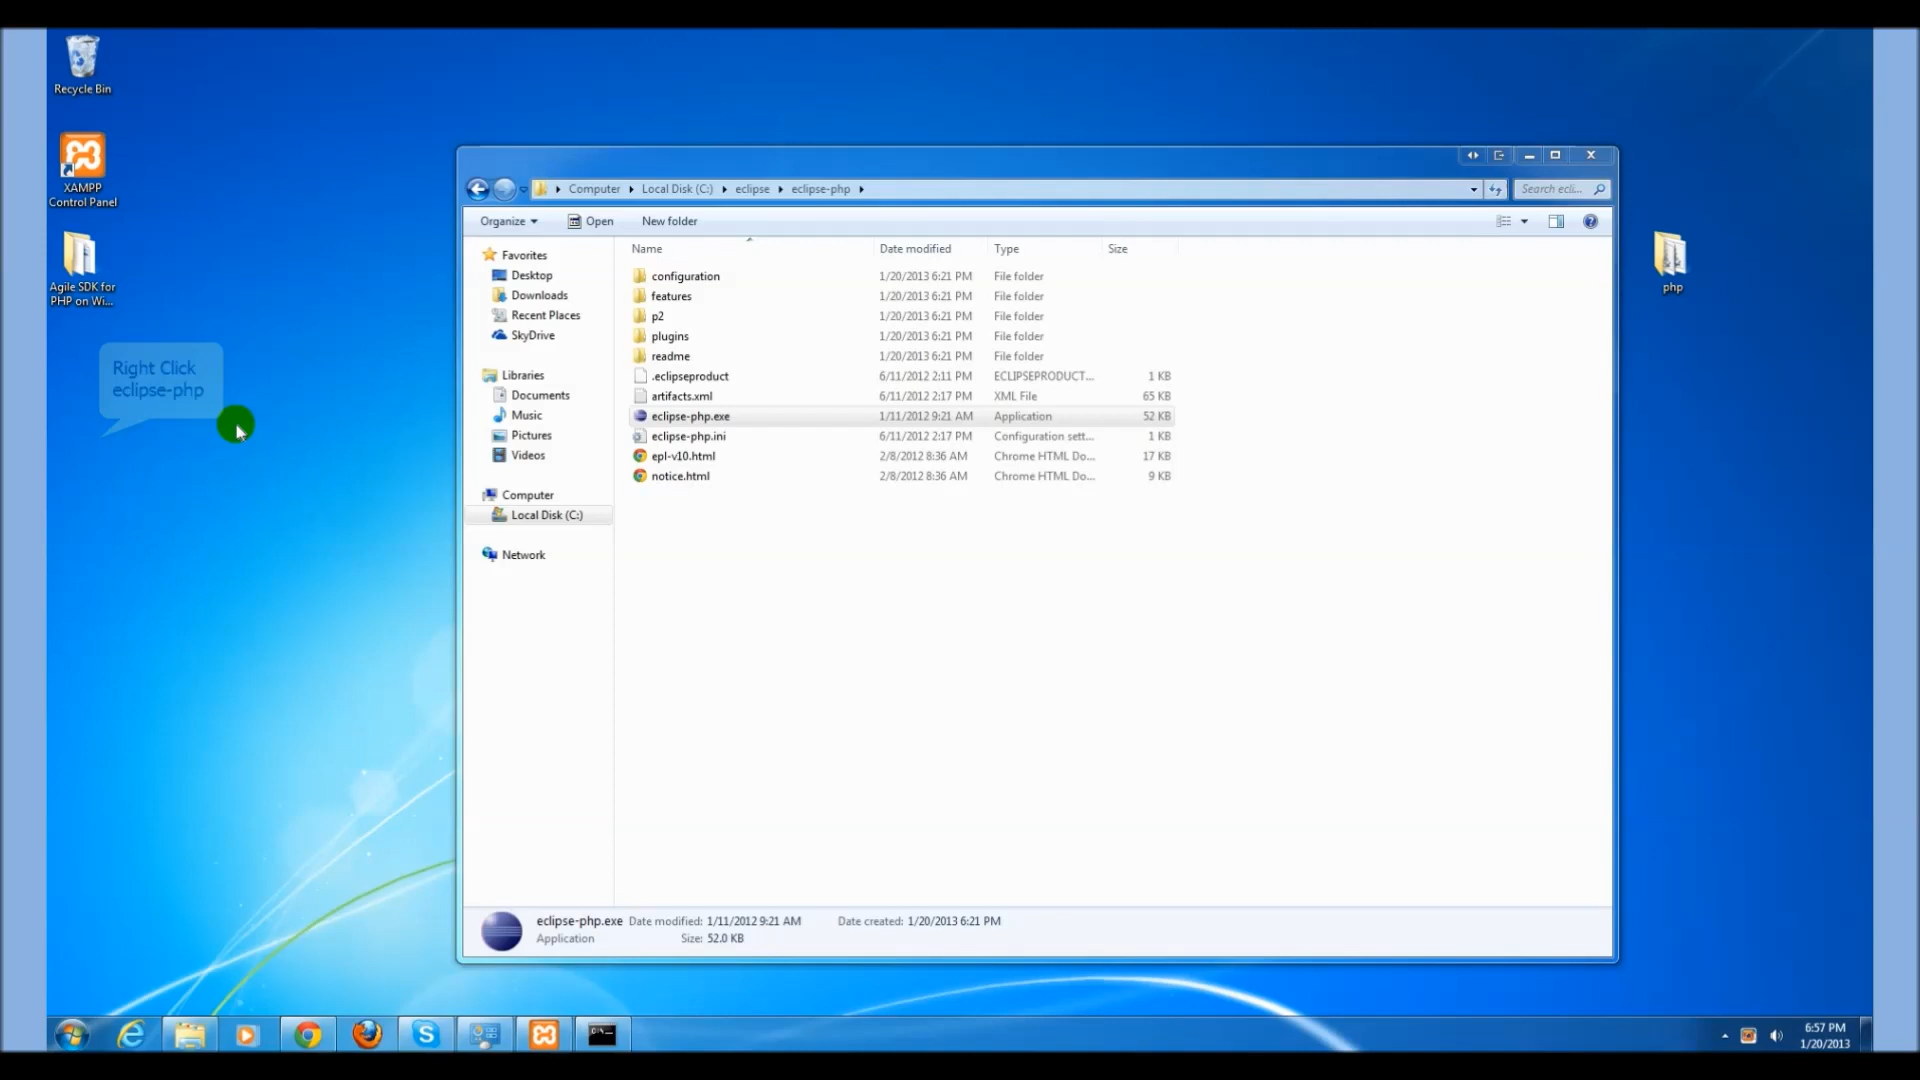 Recycle Bin
XAMPP
Control Panel
Agile SDK for
PHP on Wi...
Right Click
eclipse-php
Computer
Local Disk (C:)
eclipse
eclipse-php
Search ecli...
Organize
Open
New folder
Favorites
Desktop
Downloads
Recent Places
SkyDrive
Libraries
Documents
Music
Pictures
Videos
Computer
Local Disk (C:)
Network
Name Date modified Type Size
configuration 1/20/2013 6:21 PM File folder
features 1/20/2013 6:21 PM File folder
p2 1/20/2013 6:21 PM File folder
plugins 1/20/2013 6:21 PM File folder
readme 1/20/2013 6:21 PM File folder
.eclipseproduct 6/11/2012 2:11 PM ECLIPSEPRODUCT... 1 KB
artifacts.xml 6/11/2012 2:17 PM XML File 65 KB
eclipse-php.exe 1/11/2012 9:21 AM Application 52 KB
eclipse-php.ini 6/11/2012 2:17 PM Configuration sett... 1 KB
epl-v10.html 2/8/2012 8:36 AM Chrome HTML Do... 17 KB
notice.html 2/8/2012 8:36 AM Chrome HTML Do... 9 KB
eclipse-php.exe Date modified: 1/11/2012 9:21 AM Date created: 1/20/2013 6:21 PM
Application Size: 52.0 KB
php
6:57 PM
1/20/2013